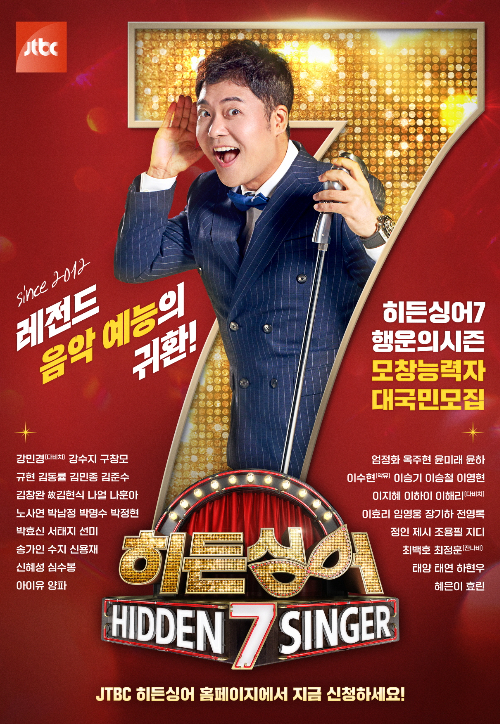 jtbc
since 2012
레전드
음악 예능의
귀환!
히든싱어7
행운의시즌
모창능력자
대국민모집
강민경(다비치) 강수지 구창모
규현 김동률 김민종 김준수
김창완 故김현식 나얼 나훈아
노사연 박남정 박명수 박정현
박효신 서태지 선미
송가인 수지 신용재
신혜성 심수봉
아이유 양파
엄정화 옥주현 윤미래 윤하
이수현(악뮤) 이승기 이승철 이영현
이지혜 이하이 이해리(다비치)
이효리 임영웅 장기하 전영록
정인 제시 조용필 지디
최백호 최정훈(잔나비)
태양 태연 하현우
혜은이 효린
히든싱어
HIDDEN 7 SINGER
JTBC 히든싱어 홈페이지에서 지금 신청하세요!